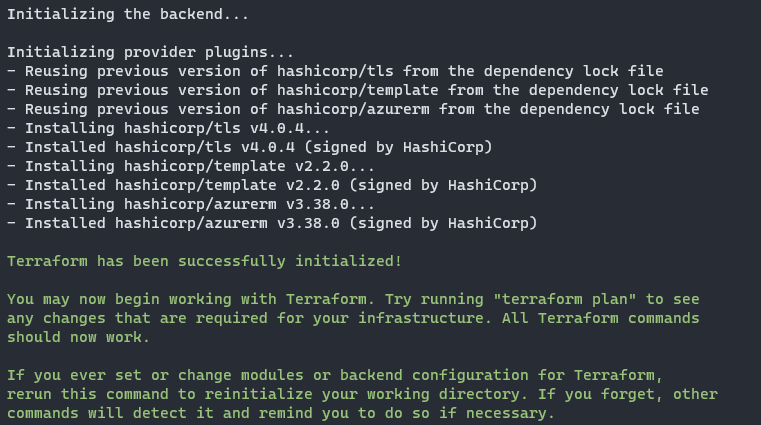 Initializing the backend...
Initializing provider plugins...
- Reusing previous version of hashicorp/tls from the dependency lock file
- Reusing previous version of hashicorp/template from the dependency lock file
- Reusing previous version of hashicorp/azurerm from the dependency lock file
- Installing hashicorp/tls v4.0.4...
- Installed hashicorp/tls v4.0.4 (signed by HashiCorp)
- Installing hashicorp/template v2.2.0...
- Installed hashicorp/template v2.2.0 (signed by HashiCorp)
- Installing hashicorp/azurerm v3.38.0...
- Installed hashicorp/azurerm v3.38.0 (signed by HashiCorp)
Terraform has been successfully initialized!
You may now begin working with Terraform. Try running "terraform plan" to see
any changes that are required for your infrastructure. All Terraform commands
should now work.
If you ever set or change modules or backend configuration for Terraform,
rerun this command to reinitialize your working directory. If you forget, other
commands will detect it and remind you to do so if necessary.